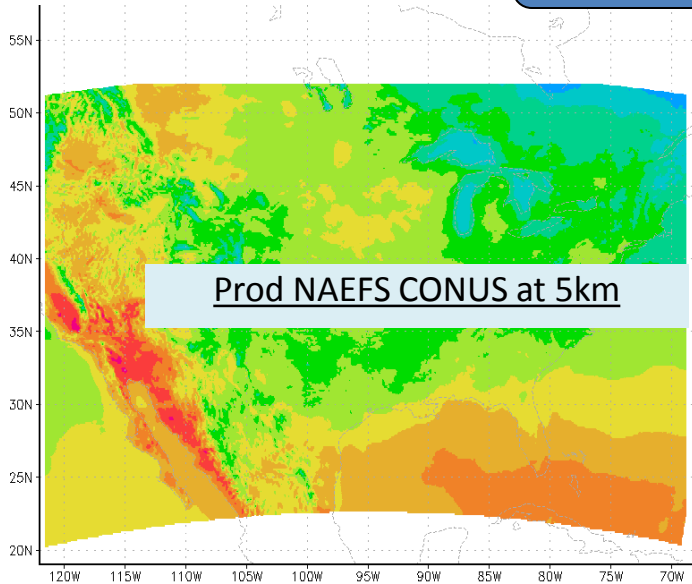 55N
50N
45N
40N
Prod NAEFS CONUS at 5km
35N
30N
25N
20N
120W 115W 110W 105W 100W 95W 90W 85W 80W 75W 70W